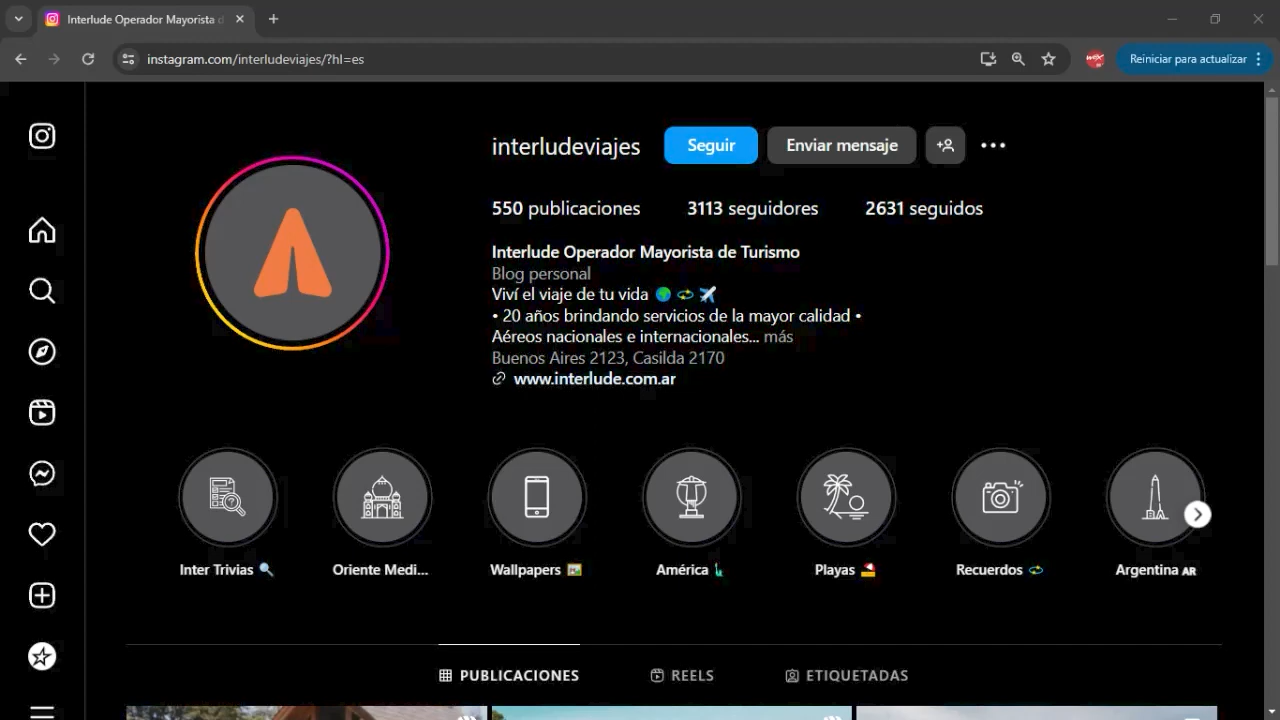 Interlude Operador Mayorista d
instagram.com/interludeviajes/?hl=es
Reiniciar para actualizar
interludeviajes
Seguir
Enviar mensaje
550 publicaciones 3113 seguidores 2631 seguidos
Interlude Operador Mayorista de Turismo
Blog personal
Viví el viaje de tu vida 🌍 🪐 ✈️
• 20 años brindando servicios de la mayor calidad •
Aéreos nacionales e internacionales... más
Buenos Aires 2123, Casilda 2170
www.interlude.com.ar
Inter Trivias 🔍
Oriente Medi...
Wallpapers 🖼️
América 🗽
Playas 🏖️
Recuerdos 🪐
Argentina AR
PUBLICACIONES
REELS
ETIQUETADAS